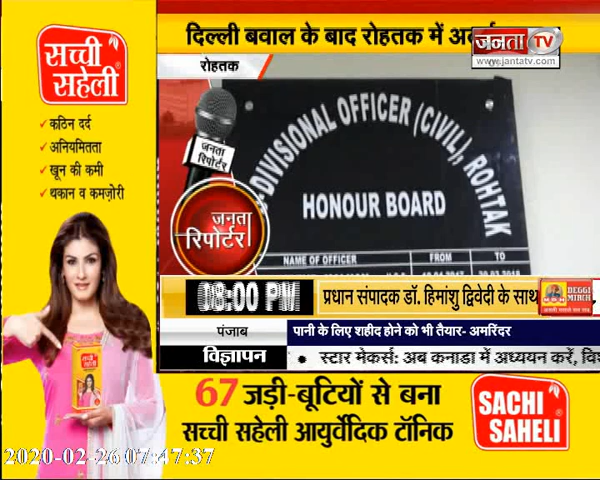 सच्ची
सहेली
कठिन दर्द
अनियमितता
खून की कमी
थकान व कमज़ोरी
दिल्ली बवाल के बाद रोहतक में
जनता TV
www.jantatv.com
रोहतक
जनता
रिपोर्टर
जनता
रिपोर्टर
-DIVISIONAL OFFICER (CIVIL), ROHTAK
HONOUR BOARD
NAME OF OFFICER FROM TO
08:00 PM
प्रधान संपादक डॉ. हिमांशु द्विवेदी के साथ
DEGGI
MIRCH
पंजाब
पानी के लिए शहीद होने को भी तैयार- अमरिंदर
विज्ञापन
• स्टार मेकर्स: अब कनाडा में अध्ययन करें,
67 जड़ी-बूटियों से बना
सच्ची सहेली आयुर्वेदिक टॉनिक
SACHI
SAHELI
2020-02-26 07:47:37